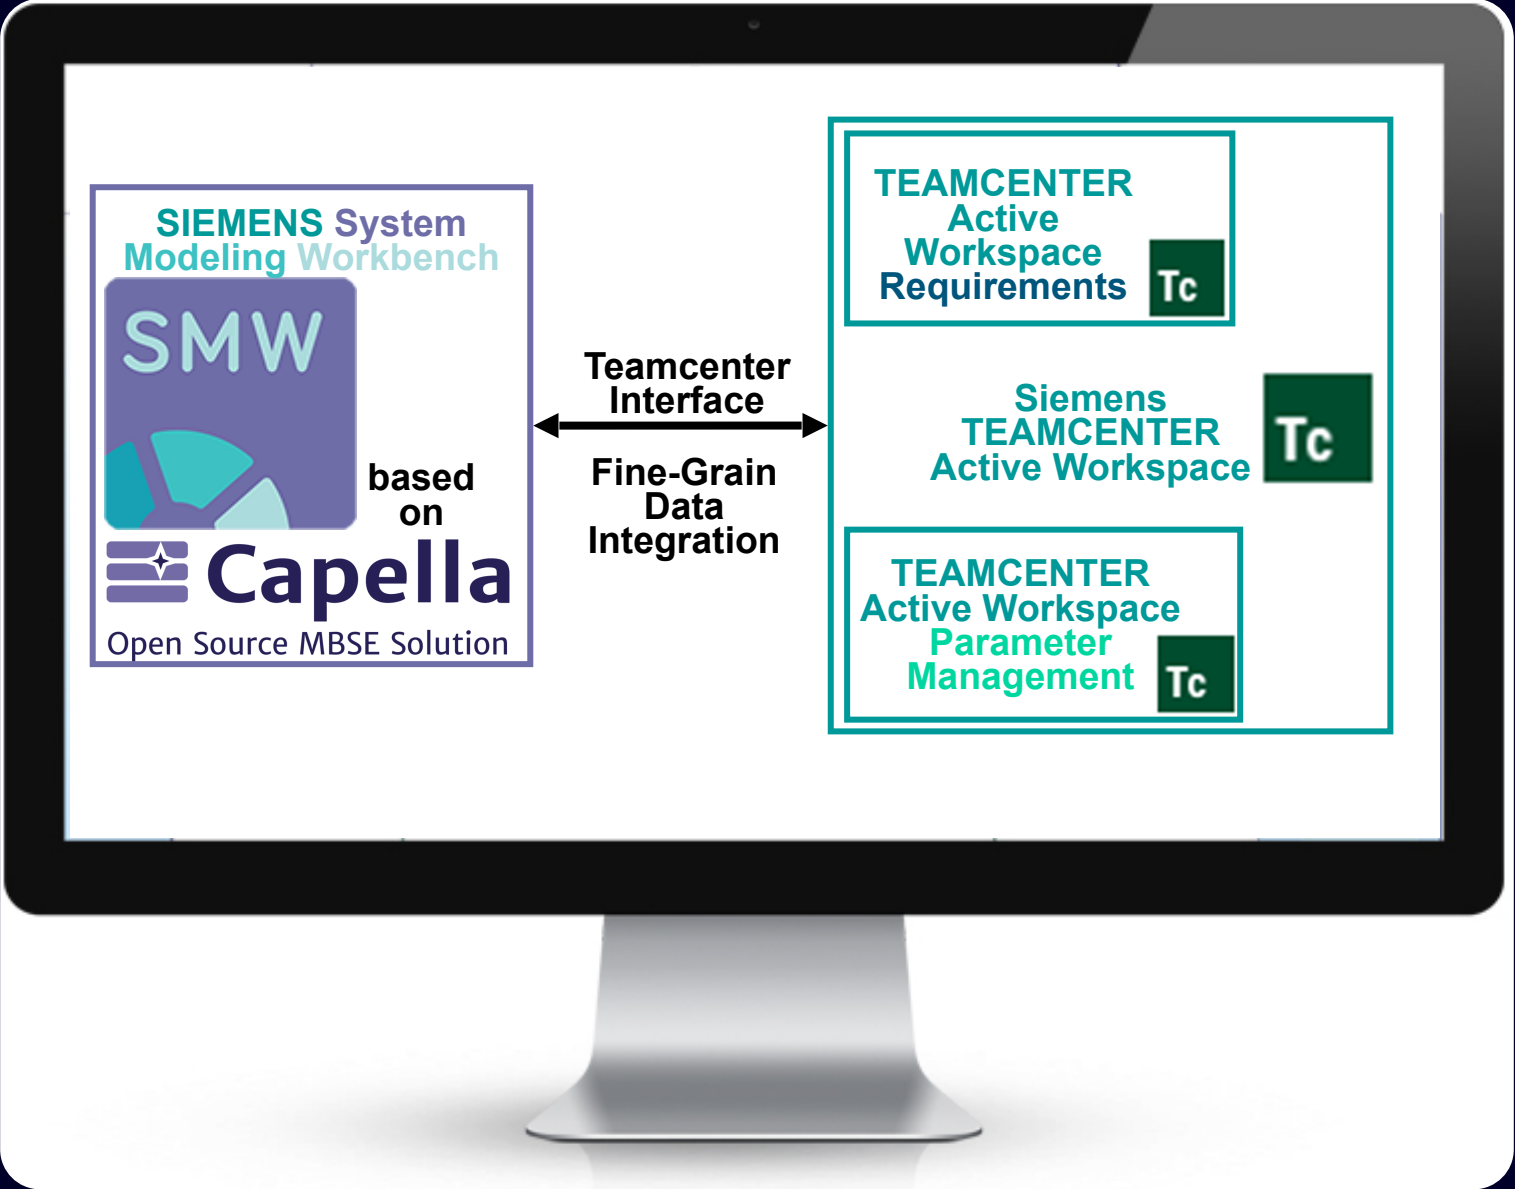 SIEMENS System
Modeling Workbench
SMW
based
on
Capella
Open Source MBSE Solution
Teamcenter
Interface
Fine-Grain
Data
Integration
TEAMCENTER
Active
Workspace
Requirements
Tc
Siemens
TEAMCENTER
Active Workspace
Tc
TEAMCENTER
Active Workspace
Parameter
Management
Tc